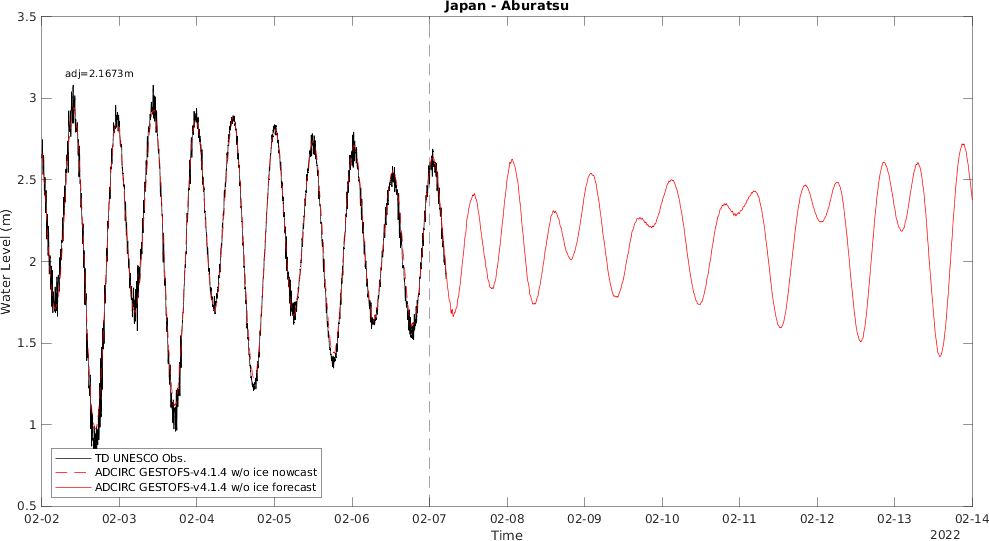 Japan - Aburatsu
3.5
3
2.5
2
1.5
1
0.5
Water Level (m)
adj=2.1673m
TD UNESCO Obs.
ADCIRC GESTOFS-v4.1.4 w/o ice nowcast
ADCIRC GESTOFS-v4.1.4 w/o ice forecast
02-02 02-03 02-04 02-05 02-06 02-07 02-08 02-09 02-10 02-11 02-12 02-13 02-14
Time
2022